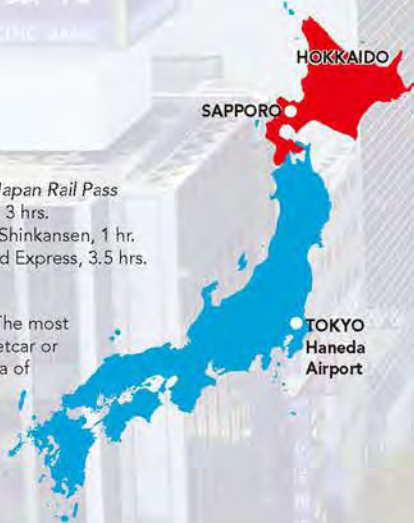 HOKKAIDO
SAPPORO
Japan Rail Pass
3 hrs.
Shinkansen, 1 hr.
d Express, 3.5 hrs.
The most
etcar or
a of
TOKYO
Haneda
Airport